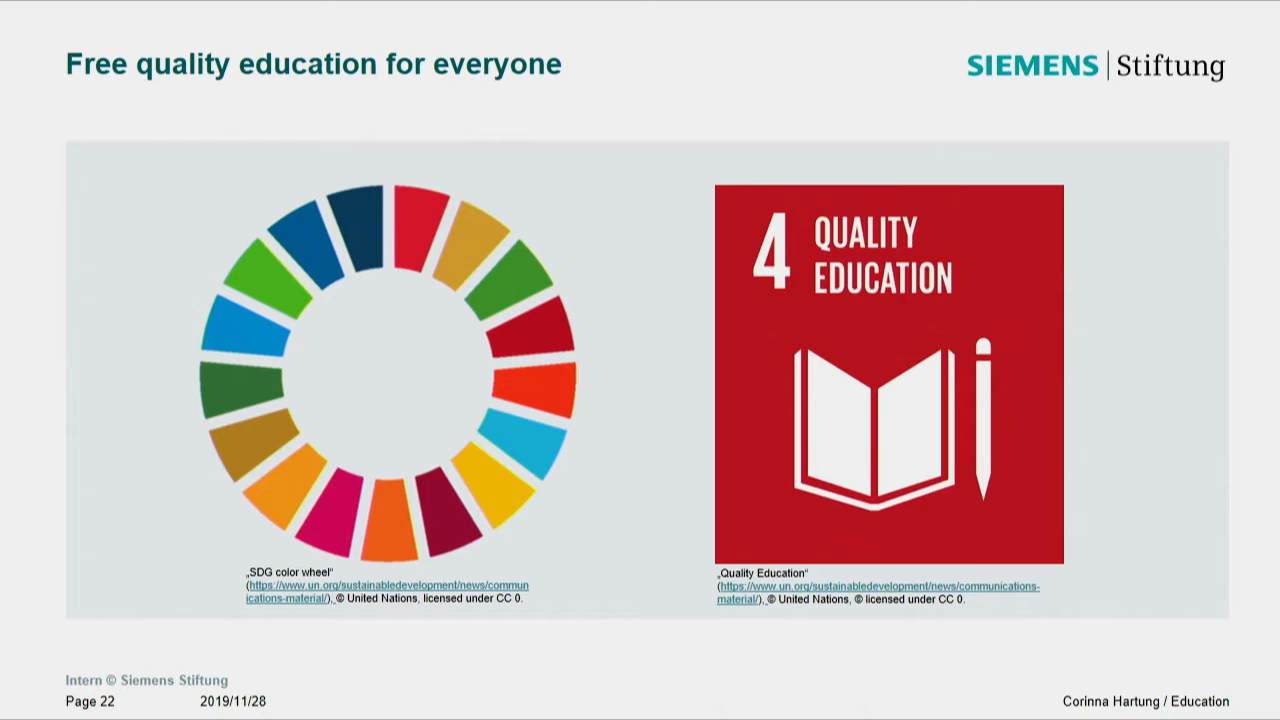 Free quality education for everyone
SIEMENS | Stiftung
4 QUALITY
EDUCATION
„SDG color wheel“
(https://www.un.org/sustainabledevelopment/news/commun
ications-material/), © United Nations, licensed under CC 0.
„Quality Education“
(https://www.un.org/sustainabledevelopment/news/communications-
material/), © United Nations, © licensed under CC 0.
Intern © Siemens Stiftung
Page 22 2019/11/28
Corinna Hartung / Education